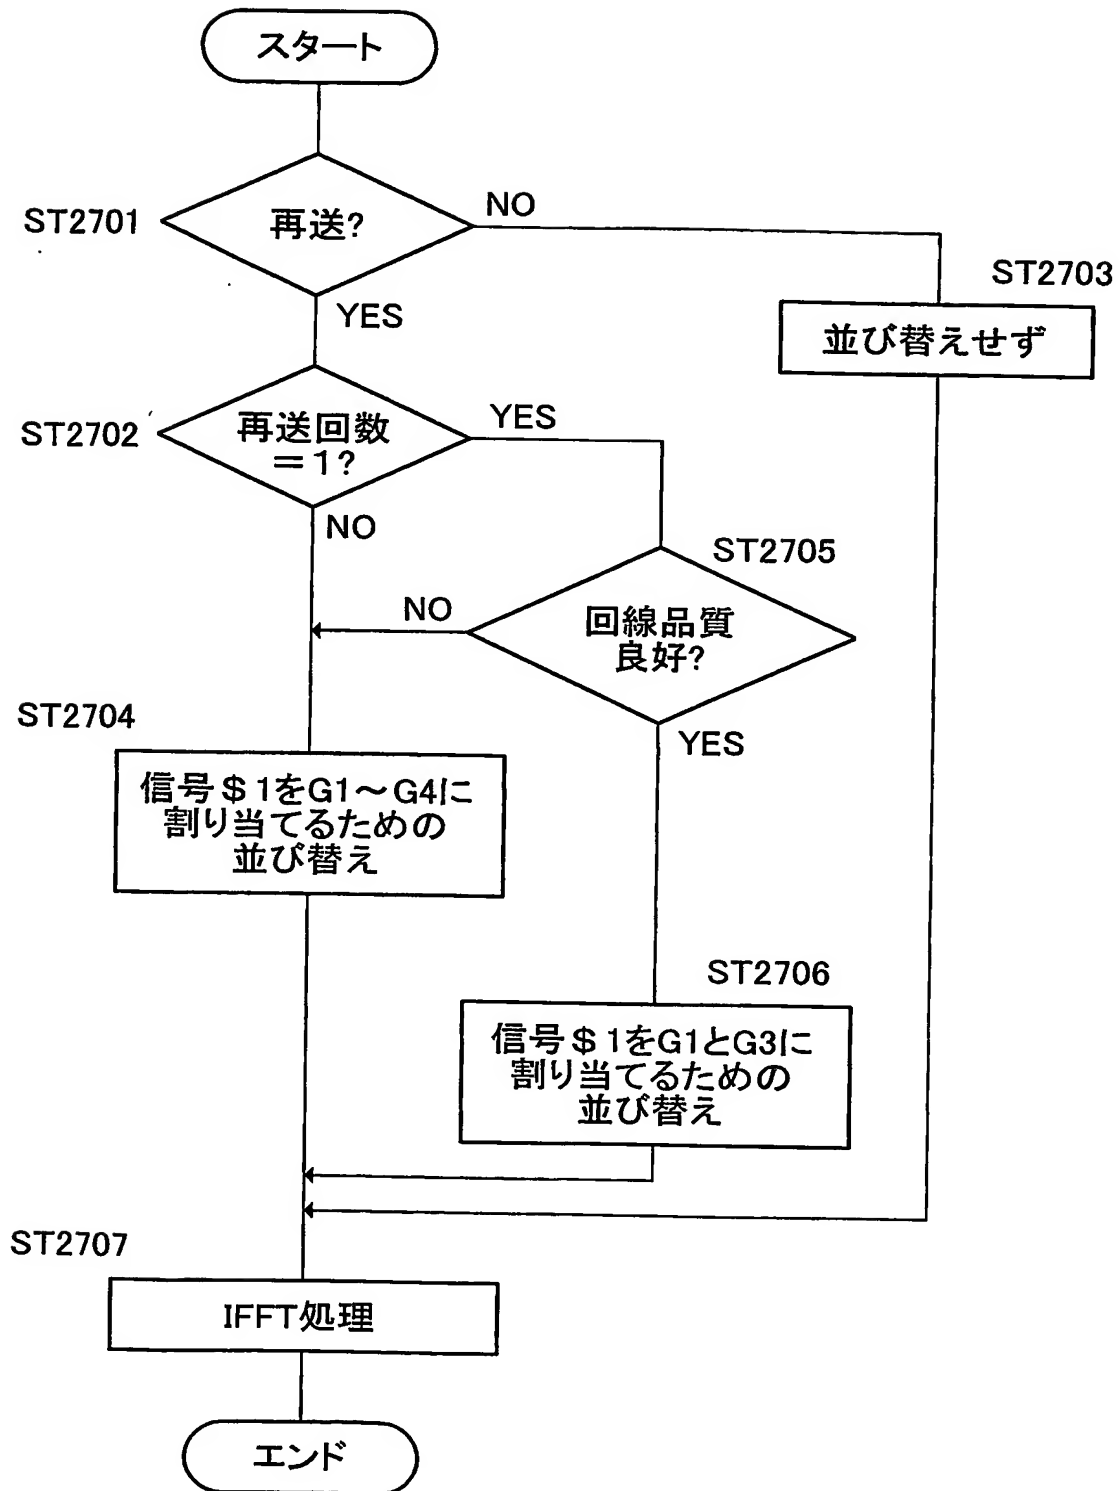 スタート
ST2701
再送?
NO
YES
ST2703
並び替えせず
ST2702
再送回数
=1?
YES
NO
ST2705
回線品質
良好?
NO
YES
ST2704
信号$1をG1~G4に
割り当てるための
並び替え
ST2706
信号$1をG1とG3に
割り当てるための
並び替え
ST2707
IFFT処理
エンド